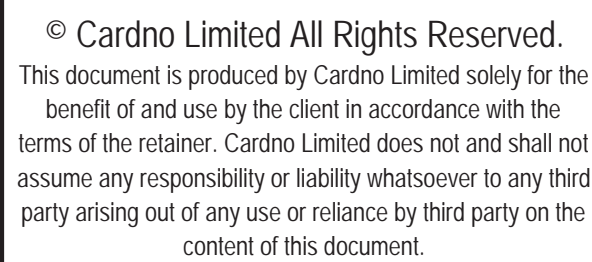 © Cardno Limited All Rights Reserved.
This document is produced by Cardno Limited solely for the
benefit of and use by the client in accordance with the
terms of the retainer. Cardno Limited does not and shall not
assume any responsibility or liability whatsoever to any third
party arising out of any use or reliance by third party on the
content of this document.